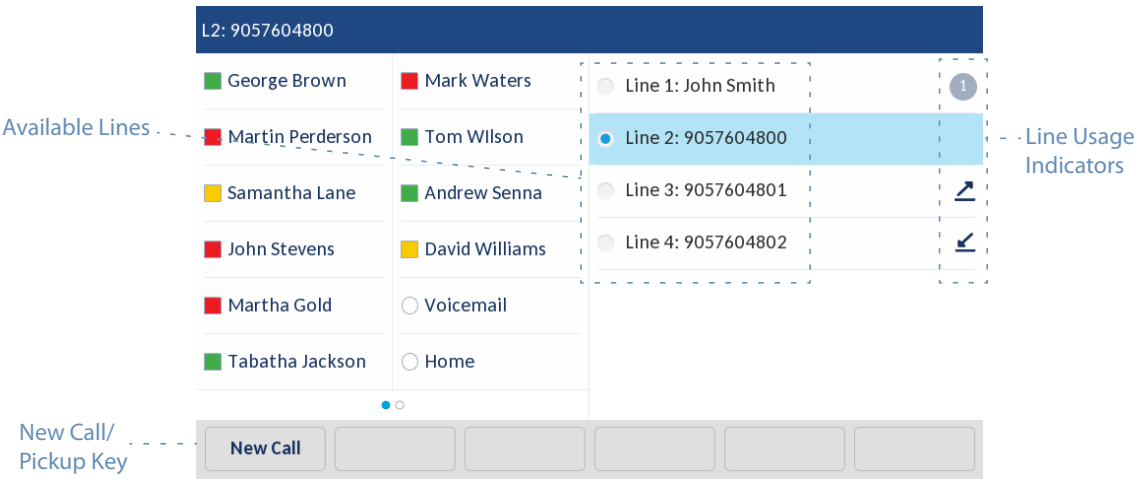 L2: 9057604800
George Brown
Mark Waters
Line 1: John Smith
1
Available Lines
Martin Perderson
Tom WIlson
Line 2: 9057604800
Line Usage
Indicators
Samantha Lane
Andrew Senna
Line 3: 9057604801
John Stevens
David Williams
Line 4: 9057604802
Martha Gold
Voicemail
Tabatha Jackson
Home
New Call/
Pickup Key
New Call